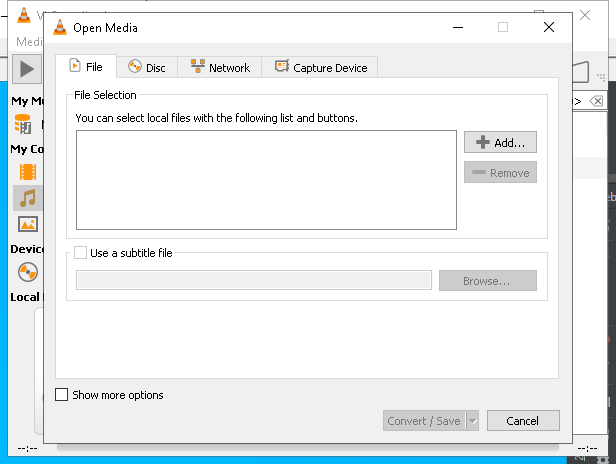 Open Media
Medi
File
Disc
Network
Capture Device
My Mu
File Selection
You can select local files with the following list and buttons.
Add...
Remove
My Co
Device
Use a subtitle file
Browse...
Local
Show more options
Convert / Save
Cancel
--:--
--:--